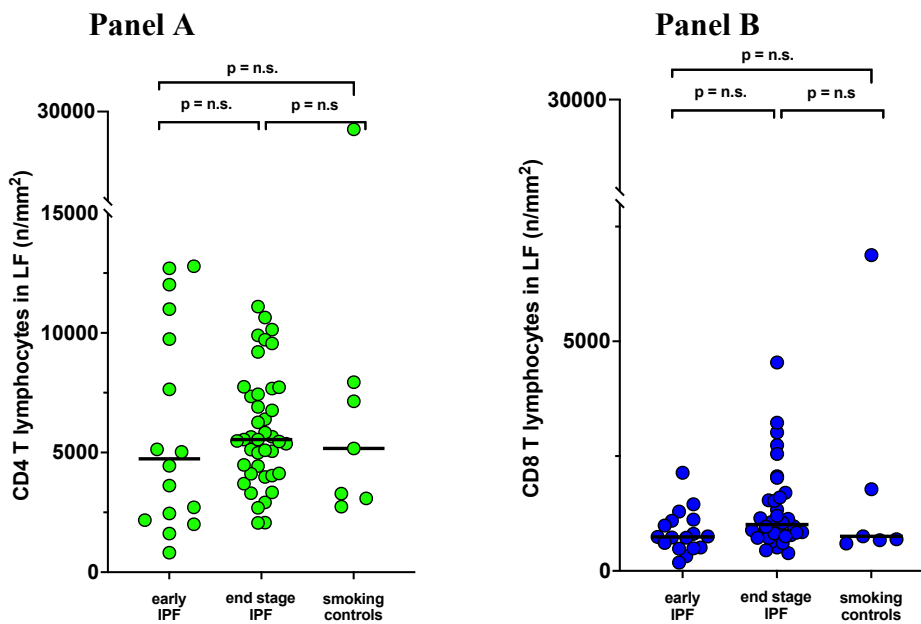 Panel A
p = n.s.
p = n.s.
p = n.s
30000
15000
10000
5000
0
CD4 T lymphocytes in LF (n/mm²)
early IPF
end stage IPF
smoking controls
Panel B
p = n.s.
p = n.s.
p = n.s
30000
5000
0
CD8 T lymphocytes in LF (n/mm²)
early IPF
end stage IPF
smoking controls